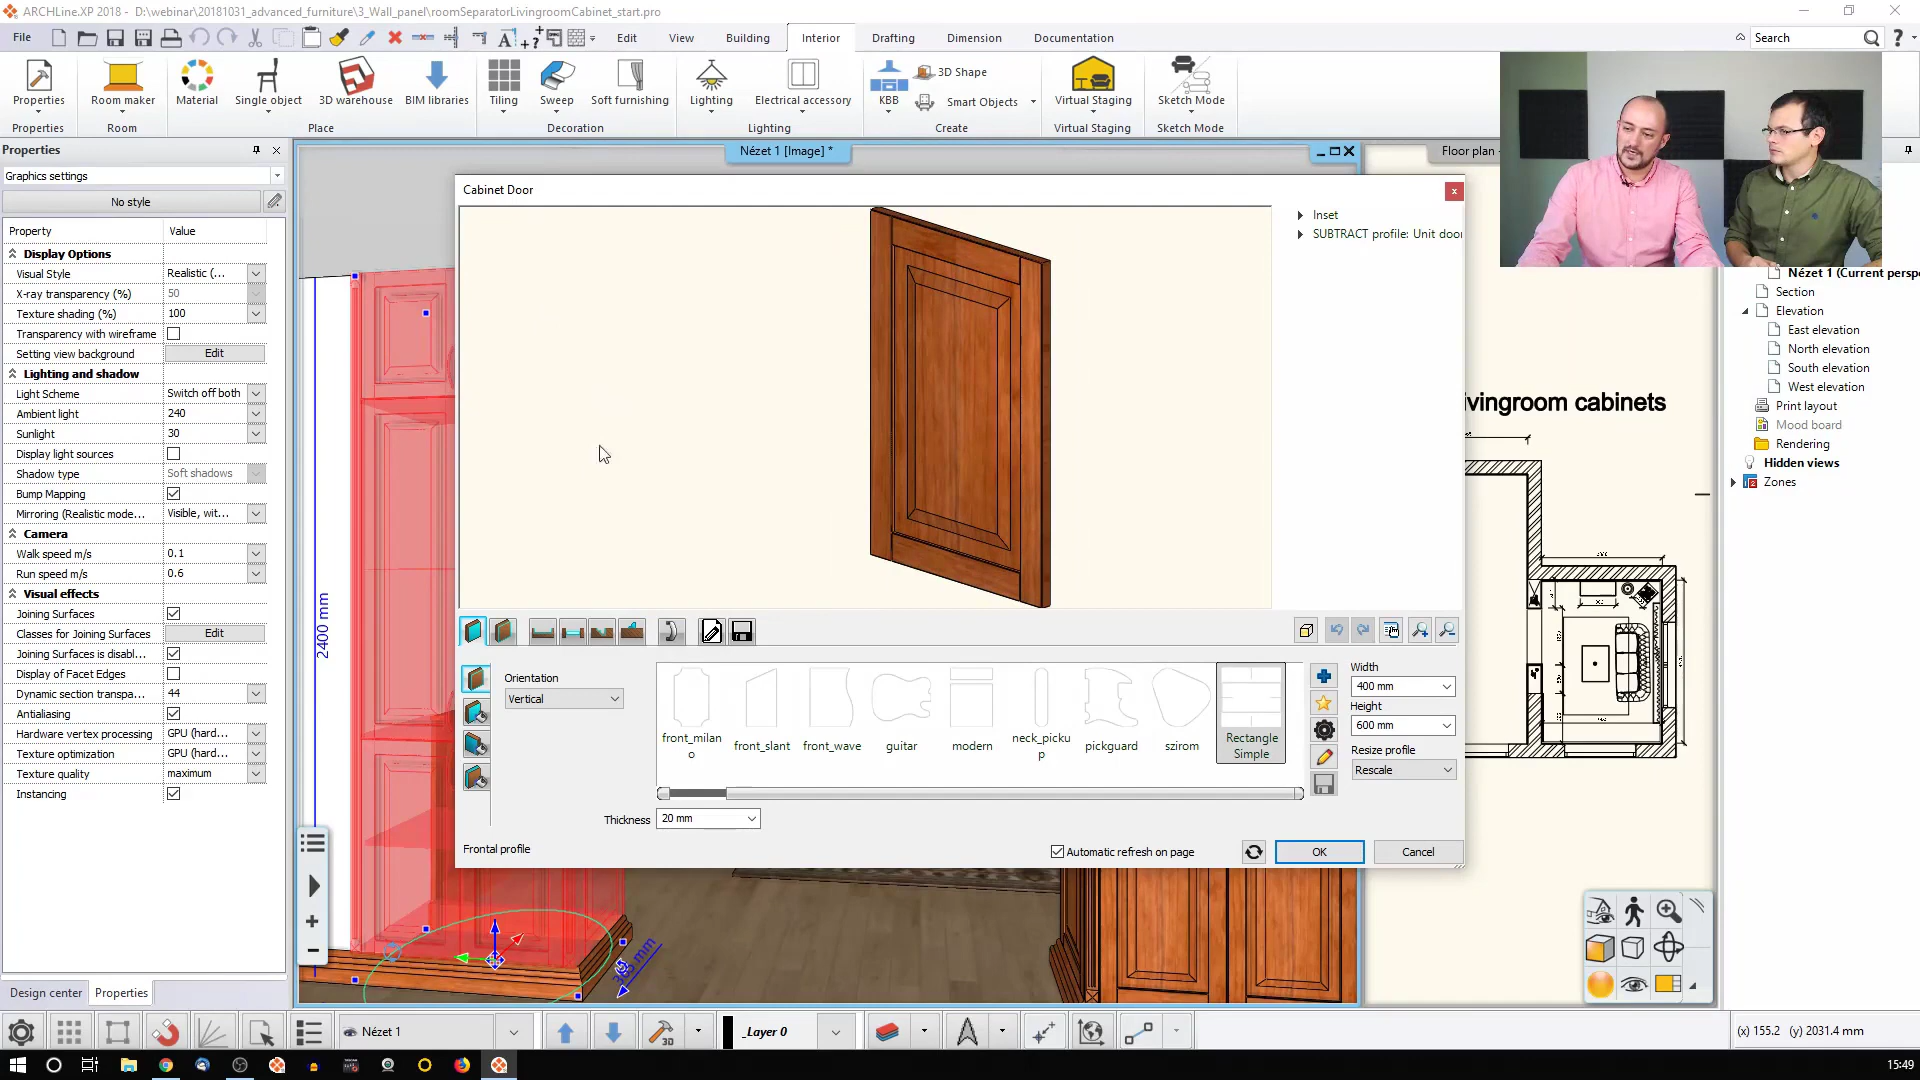 ARCHLine.XP 2018 - D:\webinar\20181031_advanced_furniture\3_Wall_panel\roomSeparatorLivingroomCabinet_start.pro
File
Edit
View
Building
Interior
Drafting
Dimension
Documentation
Search
Properties
Room maker
Material
Single object
3D warehouse
BIM libraries
Tiling
Sweep
Soft furnishing
Lighting
Electrical accessory
KBB
3D Shape
Smart Objects
Virtual Staging
Sketch Mode
Properties
Room
Place
Decoration
Lighting
Create
Virtual Staging
Sketch Mode
Properties
Graphics settings
No style
Property Value
Display Options
Visual Style Realistic (...
X-ray transparency (%) 50
Texture shading (%) 100
Transparency with wireframe
Setting view background Edit
Lighting and shadow
Light Scheme Switch off both
Ambient light 240
Sunlight 30
Display light sources
Shadow type Soft shadows
Bump Mapping
Mirroring (Realistic mode... Visible, wit...
Camera
Walk speed m/s 0.1
Run speed m/s 0.6
Visual effects
Joining Surfaces
Classes for Joining Surfaces Edit
Joining Surfaces is disabl...
Display of Facet Edges
Dynamic section transpa... 44
Antialiasing
Hardware vertex processing GPU (hard...
Texture optimization GPU (hard...
Texture quality maximum
Instancing
Design center
Properties
Nézet 1 [Image] *
Floor plan -
2400 mm
Cabinet Door
Inset
SUBTRACT profile: Unit door
Orientation
Vertical
front_milano
front_slant
front_wave
guitar
modern
neck_pickup
pickguard
szirom
Rectangle Simple
Width
400 mm
Height
600 mm
Resize profile
Rescale
Thickness 20 mm
Frontal profile
Automatic refresh on page
OK
Cancel
ivingroom cabinets
Nézet 1 (Current persp
Section
Elevation
East elevation
North elevation
South elevation
West elevation
Print layout
Mood board
Rendering
Hidden views
Zones
Nézet 1
3D
_Layer 0
(x) 155.2 (y) 2031.4 mm
15:49